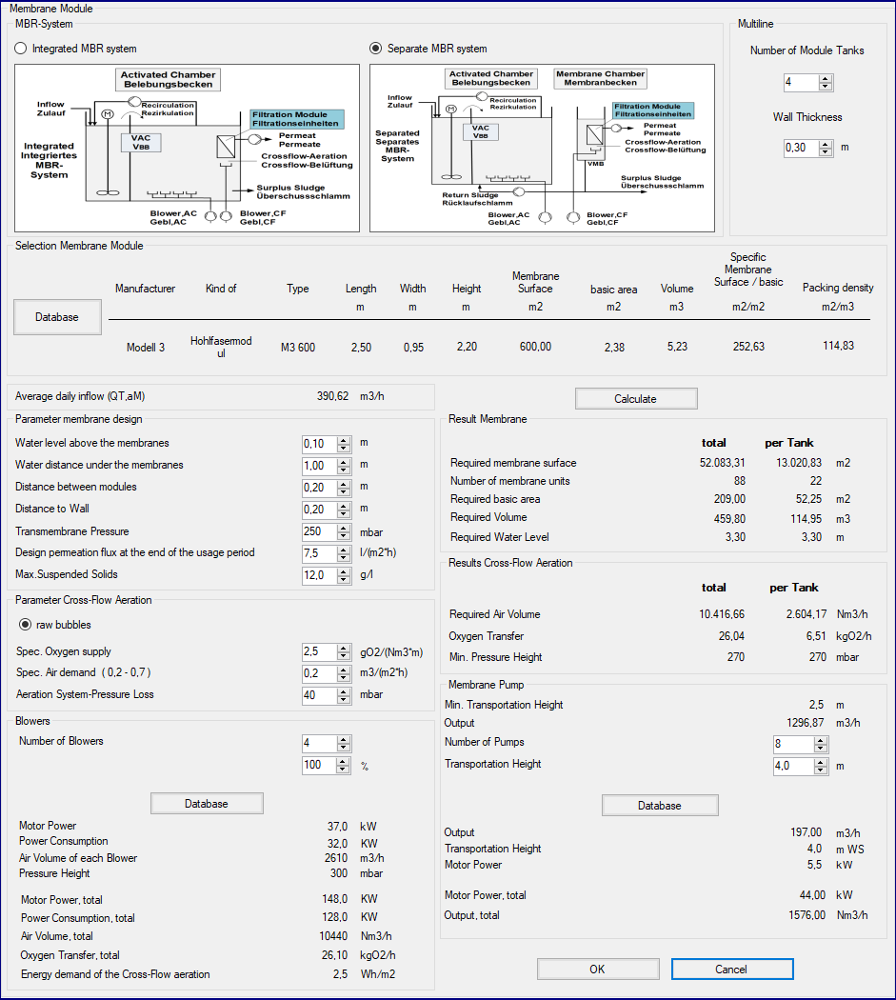 Membrane Module
MBR-System
Integrated MBR system
Activated Chamber
Belebungsbecken
Inflow
Zulauf
M
Recirculation
Rezirkulation
VAC
VBB
Filtration Module
Filtrationseinheiten
Permeat
Permeate
Crossflow-Aeration
Crossflow-Belüftung
Integrated
Integriertes
MBR-
System
Surplus Sludge
Überschussschlamm
Blower,AC
Gebl,AC
Blower,CF
Gebl,CF
Separate MBR system
Activated Chamber
Belebungsbecken
Membrane Chamber
Membranbecken
Inflow
Zulauf
M
Recirculation
Rezirkulation
VAC
VBB
Filtration Module
Filtrationseinheiten
Permeat
Permeate
Crossflow-Aeration
Crossflow-Belüftung
VMB
Separated
Separates
MBR-
System
Surplus Sludge
Überschussschlamm
Return Sludge
Rücklaufschlamm
Blower,AC
Gebl,AC
Blower,CF
Gebl,CF
Multiline
Number of Module Tanks
4
Wall Thickness
0,30 m
Selection Membrane Module
Database
Manufacturer Kind of Type Length Width Height Membrane Surface basic area Volume Specific Membrane Surface / basic Packing density
m m m m2 m2 m3 m2/m2 m2/m3
Modell 3 Hohlfasermod ul M3 600 2,50 0,95 2,20 600,00 2,38 5,23 252,63 114,83
Average daily inflow (QT,aM) 390,62 m3/h
Calculate
Parameter membrane design
Water level above the membranes 0,10 m
Water distance under the membranes 1,00 m
Distance between modules 0,20 m
Distance to Wall 0,20 m
Transmembrane Pressure 250 mbar
Design permeation flux at the end of the usage period 7,5 l/(m2*h)
Max.Suspended Solids 12,0 g/l
Parameter Cross-Flow Aeration
raw bubbles
Spec. Oxygen supply 2,5 gO2/(Nm3*m)
Spec. Air demand ( 0,2 - 0,7 ) 0,2 m3/(m2*h)
Aeration System-Pressure Loss 40 mbar
Blowers
Number of Blowers 4
100 %
Database
Motor Power 37,0 kW
Power Consumption 32,0 KW
Air Volume of each Blower 2610 m3/h
Pressure Height 300 mbar
Motor Power, total 148,0 KW
Power Consumption, total 128,0 KW
Air Volume, total 10440 Nm3/h
Oxygen Transfer, total 26,10 kgO2/h
Energy demand of the Cross-Flow aeration 2,5 Wh/m2
Result Membrane
total per Tank
Required membrane surface 52.083,31 13.020,83 m2
Number of membrane units 88 22
Required basic area 209,00 52,25 m2
Required Volume 459,80 114,95 m3
Required Water Level 3,30 3,30 m
Results Cross-Flow Aeration
total per Tank
Required Air Volume 10.416,66 2.604,17 Nm3/h
Oxygen Transfer 26,04 6,51 kgO2/h
Min. Pressure Height 270 270 mbar
Membrane Pump
Min. Transportation Height 2,5 m
Output 1296,87 m3/h
Number of Pumps 8
Transportation Height 4,0 m
Database
Output 197,00 m3/h
Transportation Height 4,0 m WS
Motor Power 5,5 kW
Motor Power, total 44,00 kW
Output, total 1576,00 Nm3/h
OK
Cancel